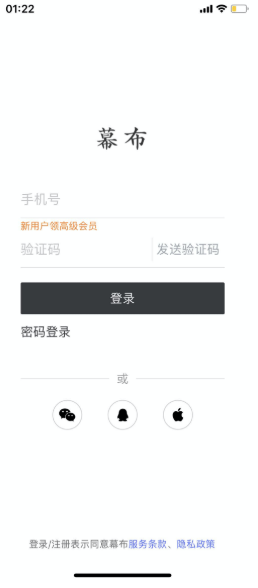 01:22
幕布
手机号
新用户领高级会员
验证码
发送验证码
登录
密码登录
或
登录/注册表示同意幕布服务条款、隐私政策